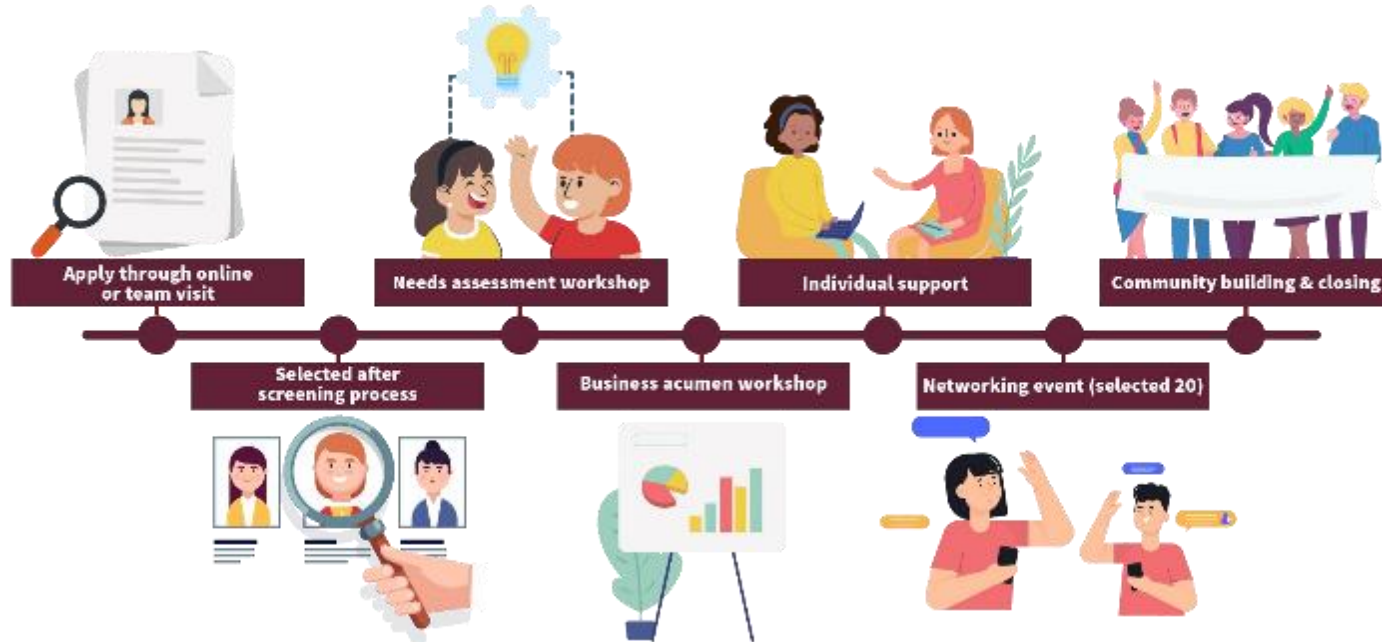 Apply through online
or team visit
Selected after
screening process
Needs assessment workshop
Business acumen workshop
Individual support
Networking event (selected 20)
Community building & closing